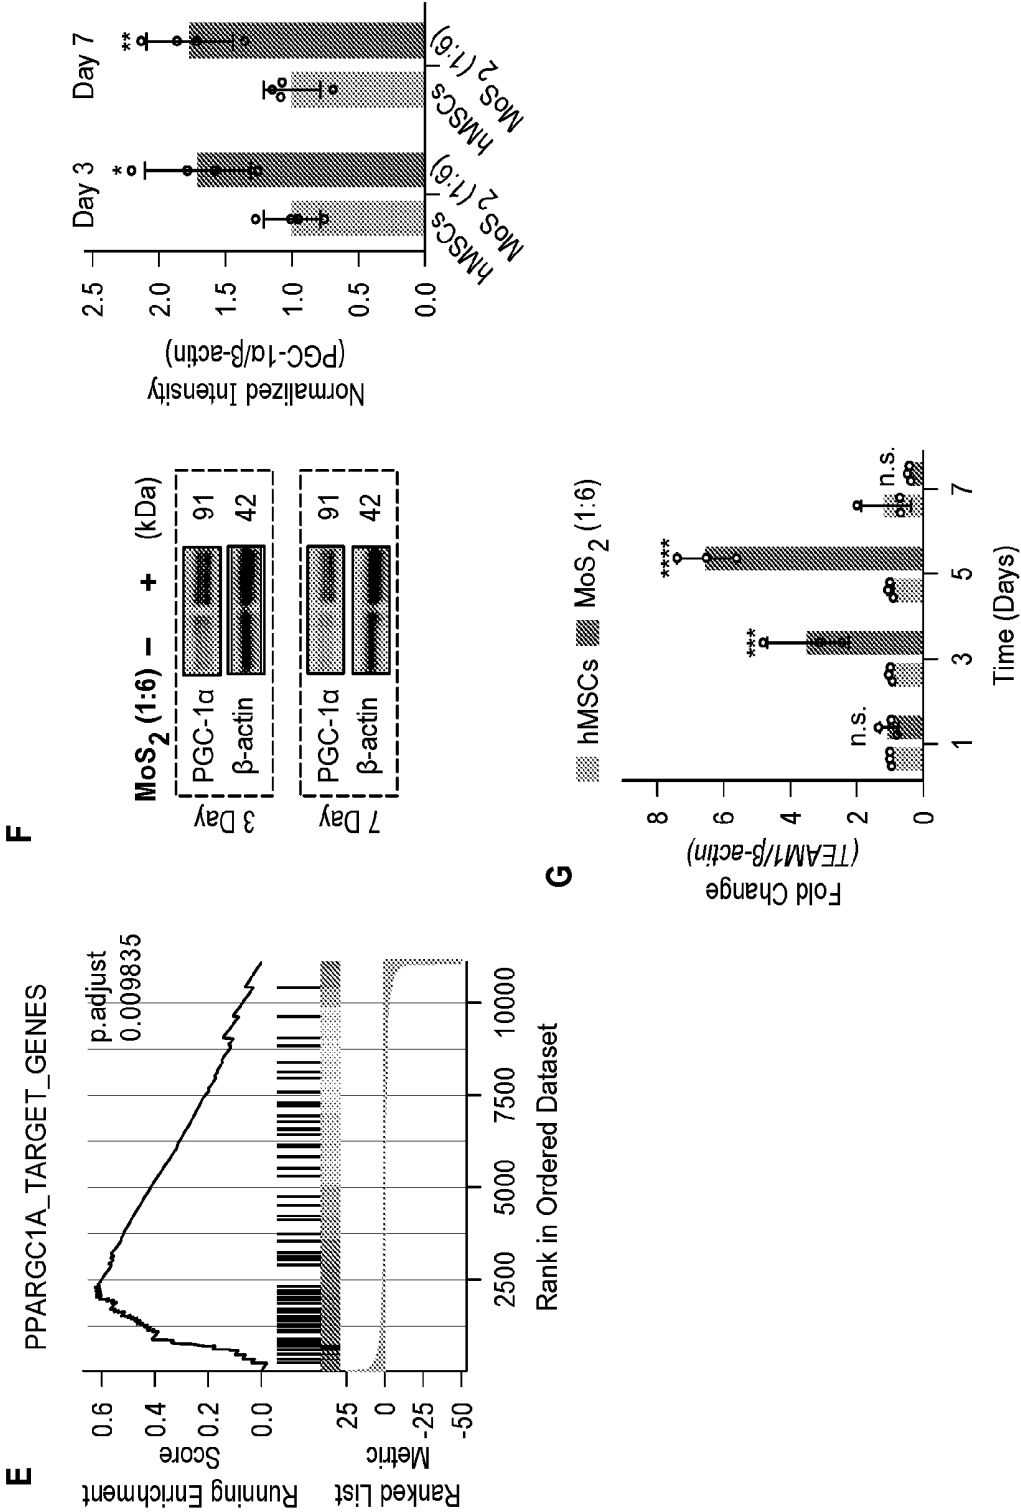 E
PPARGC1A_TARGET_GENES
p.adjust
0.009835
Running Enrichment
Score
0.6
0.4
0.2
0.0
Ranked List
Metric
25
0
-25
-50
2500
5000
7500
10000
Rank in Ordered Dataset
F
MoS2 (1:6) − + (kDa)
3 Day
PGC-1α 91
β-actin 42
7 Day
PGC-1α 91
β-actin 42
Normalized Intensity
(PGC-1α/β-actin)
2.5
2.0
1.5
1.0
0.5
0.0
Day 3
Day 7
*
**
hMSCs
MoS2 (1:6)
hMSCs
MoS2 (1:6)
G
hMSCs MoS2 (1:6)
Fold Change
(TEAM1/β-actin)
8
6
4
2
0
n.s.
***
****
n.s.
1 3 5 7
Time (Days)